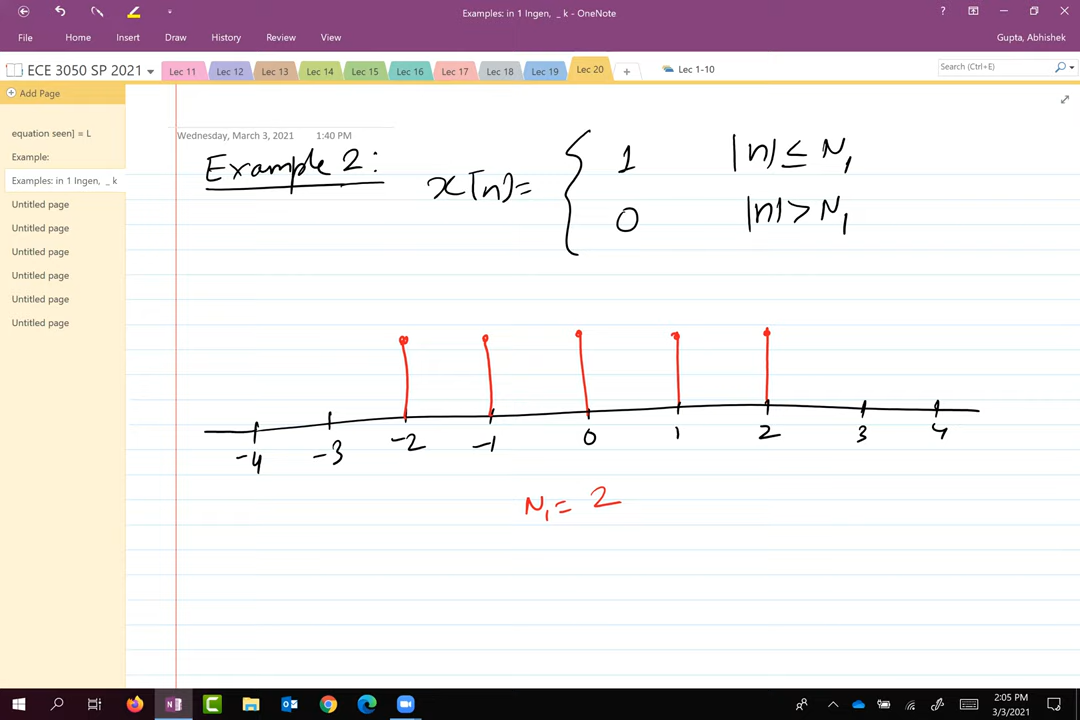 Examples: in 1 Ingen, _ k - OneNote
?
File
Home
Insert
Draw
History
Review
View
Gupta, Abhishek
ECE 3050 SP 2021
Lec 11
Lec 12
Lec 13
Lec 14
Lec 15
Lec 16
Lec 17
Lec 18
Lec 19
Lec 20
+
Lec 1-10
Search (Ctrl+E)
Add Page
equation seen] = L
Example:
Examples: in 1 Ingen, _ k
Untitled page
Untitled page
Untitled page
Untitled page
Untitled page
Untitled page
Wednesday, March 3, 2021 1:40 PM
Example 2:
x[n]= { 1 |n| ≤ N₁
0 |n| > N₁
-4 -3 -2 -1 0 1 2 3 4
N₁ = 2
2:05 PM
3/3/2021